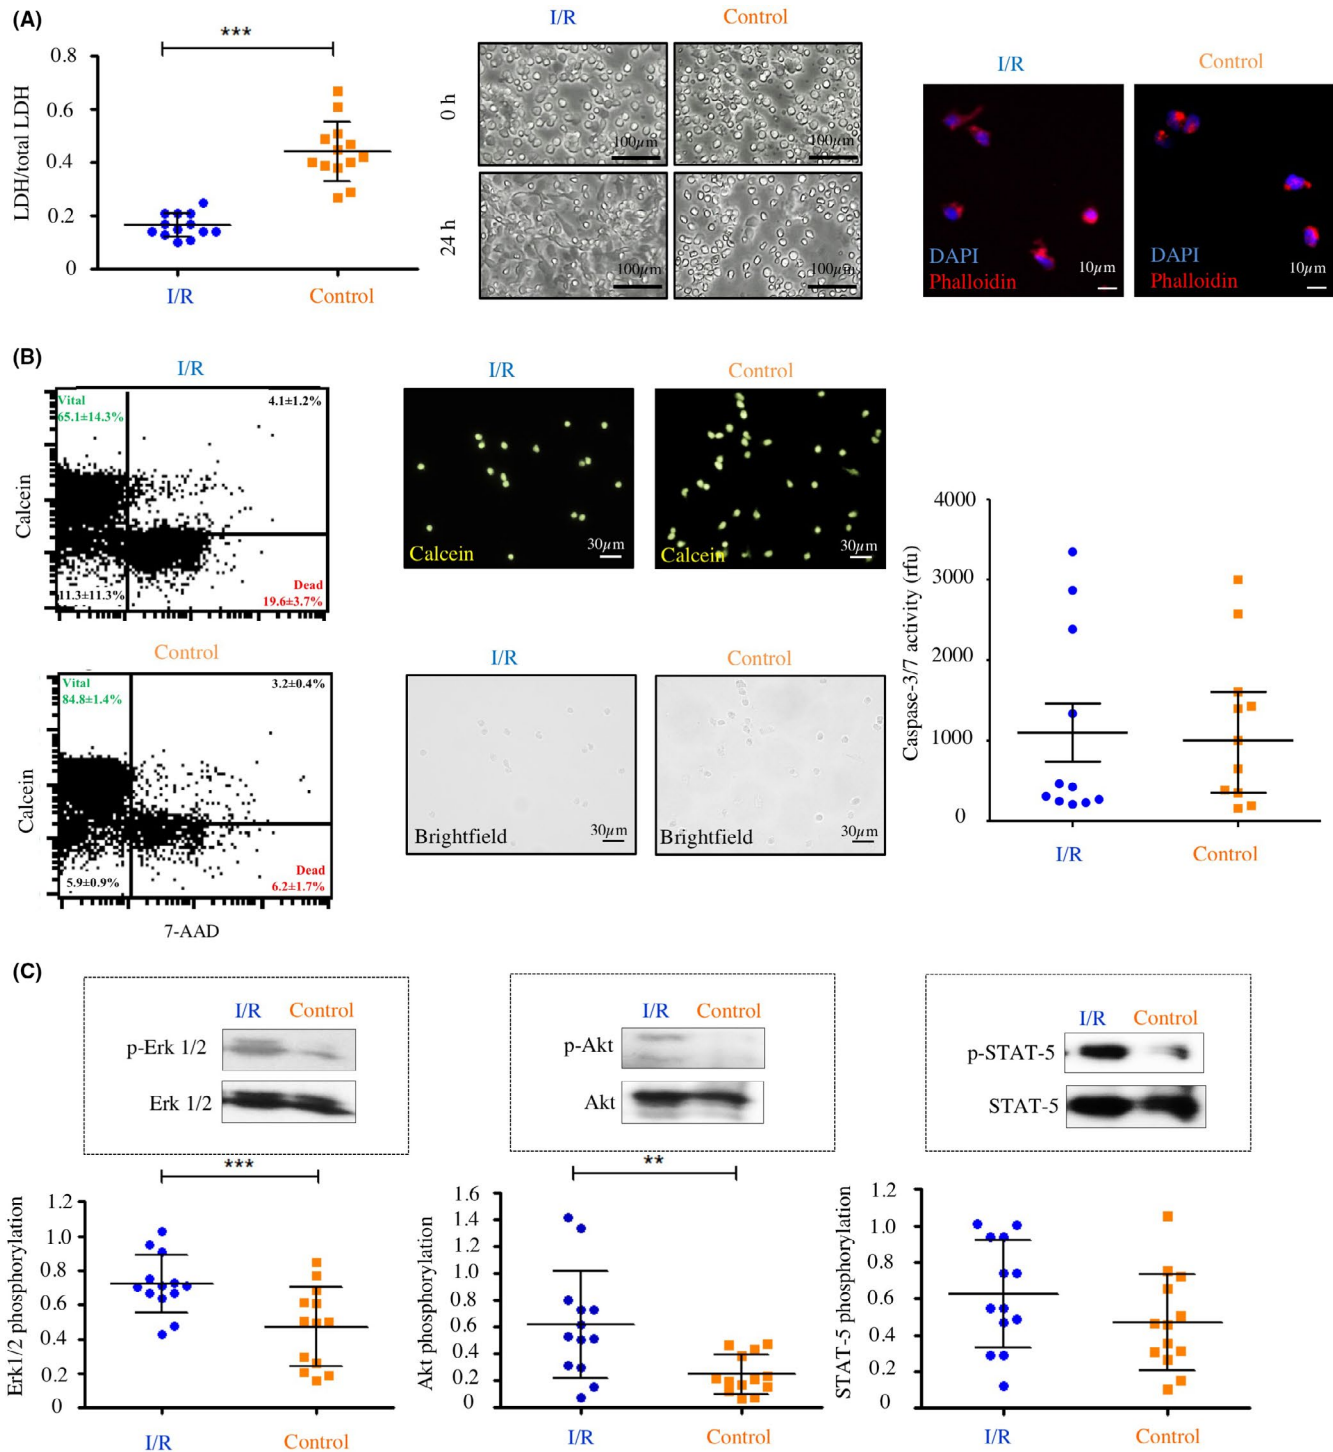 (A)
***
LDH/total LDH
0.8
0.6
0.4
0.2
0
I/R
Control
I/R
Control
0 h
100µm
100µm
24 h
100µm
100µm
I/R
Control
DAPI
Phalloidin
10µm
DAPI
Phalloidin
10µm
(B)
I/R
Vital
65.1±14.3%
4.1±1.2%
Calcein
11.3±11.3%
Dead
19.6±3.7%
Control
Vital
84.8±1.4%
3.2±0.4%
Calcein
5.9±0.9%
Dead
6.2±1.7%
7-AAD
I/R
Control
Calcein
30µm
Calcein
30µm
I/R
Control
Brightfield
30µm
Brightfield
30µm
Caspase-3/7 activity (rfu)
4000
3000
2000
1000
0
I/R
Control
(C)
I/R
Control
p-Erk 1/2
Erk 1/2
***
Erk1/2 phosphorylation
1.2
1.0
0.8
0.6
0.4
0.2
0
I/R
Control
I/R
Control
p-Akt
Akt
**
Akt phosphorylation
1.6
1.4
1.2
1.0
0.8
0.6
0.4
0.2
0
I/R
Control
I/R
Control
p-STAT-5
STAT-5
STAT-5 phosphorylation
1.2
1.0
0.8
0.6
0.4
0.2
0
I/R
Control